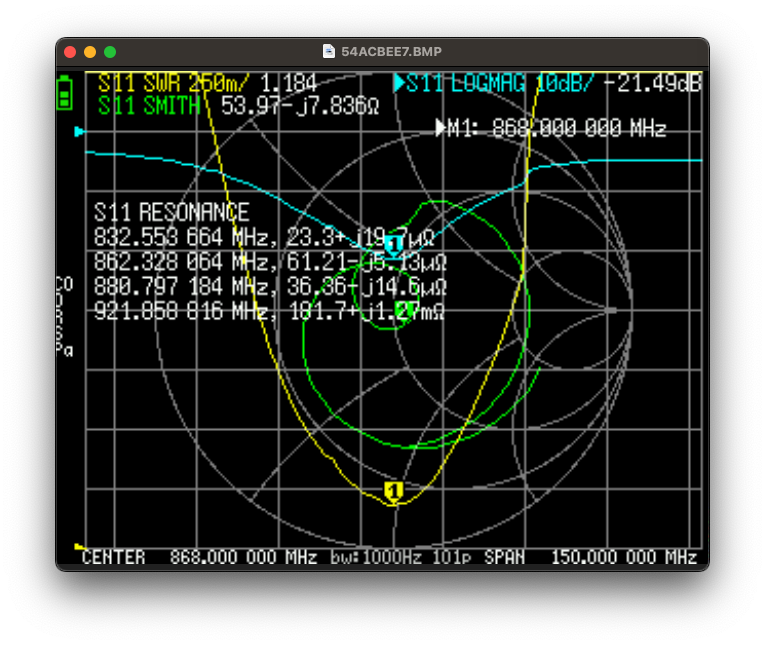 54ACBEE7.BMP
S11 SWR 250m/ 1.184 S11 LOGMAG 10dB/ -21.49dB
S11 SMITH 53.97-j7.836Ω
M1: 868.000 000 MHz
S11 RESONANCE
832.553 664 MHz, 23.3+j19.7µΩ
862.328 064 MHz, 61.21-j5.13µΩ
880.797 184 MHz, 36.36-j14.6µΩ
921.858 816 MHz, 181.7+j1.27mΩ
1
1
1
CENTER 868.000 000 MHz bw:1000Hz 101p SPAN 150.000 000 MHz